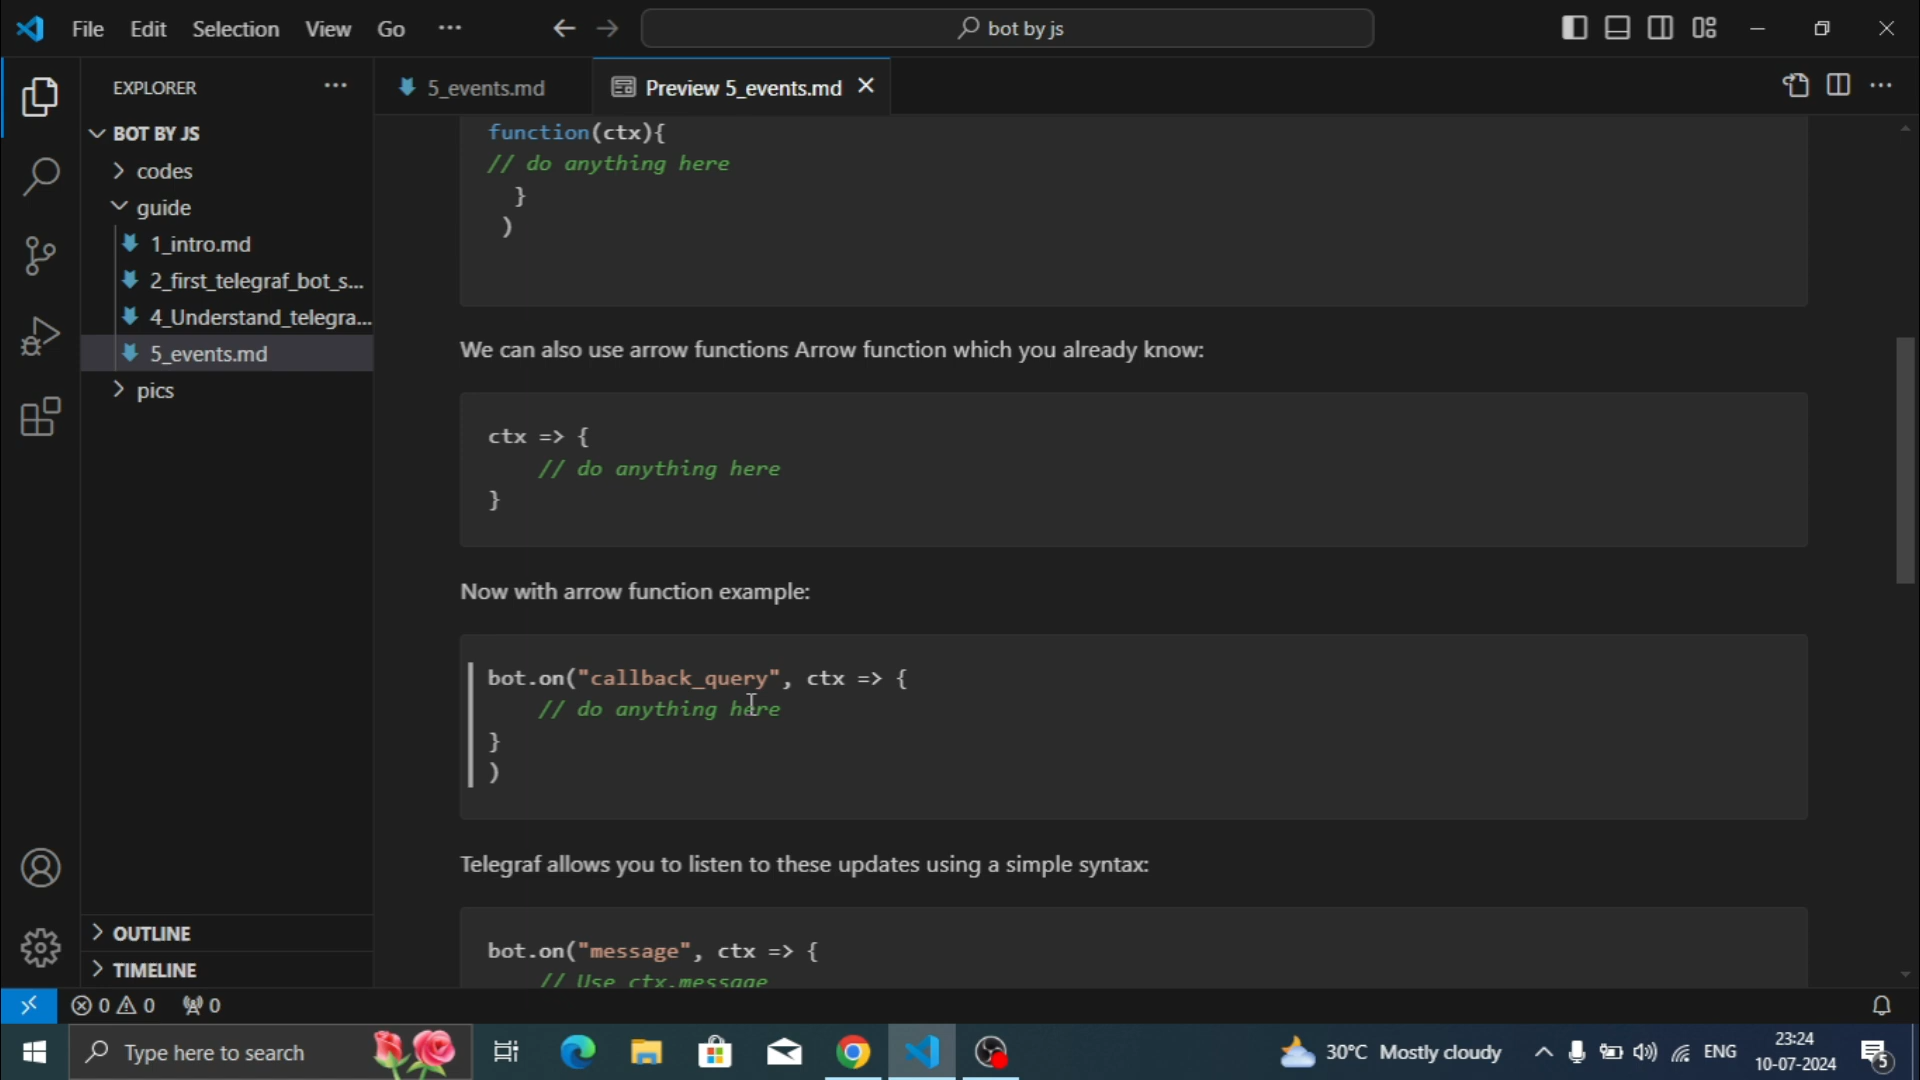 File Edit Selection View Go ... bot by js
EXPLORER ...
5_events.md
Preview 5_events.md
BOT BY JS
codes
guide
1_intro.md
2_first_telegraf_bot_s...
4_Understand_telegra...
5_events.md
pics
OUTLINE
TIMELINE
function(ctx){
// do anything here
}
)
We can also use arrow functions Arrow function which you already know:
ctx => {
// do anything here
}
Now with arrow function example:
bot.on("callback_query", ctx => {
// do anything here
}
)
Telegraf allows you to listen to these updates using a simple syntax:
bot.on("message", ctx => {
// Use ctx.message
0 0 0
Type here to search
30°C Mostly cloudy
ENG
23:24
10-07-2024
5